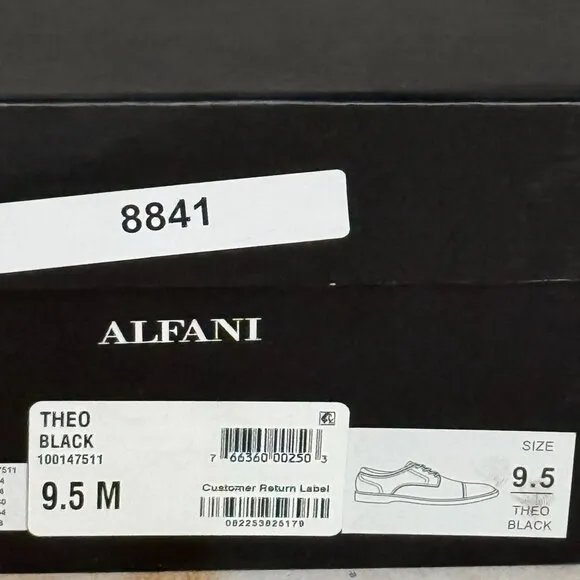 8841
ALFANI
THEO
BLACK
100147511
9.5 M
7 66360 00250 3
Customer Return Label
082253825179
SIZE
9.5
THEO
BLACK